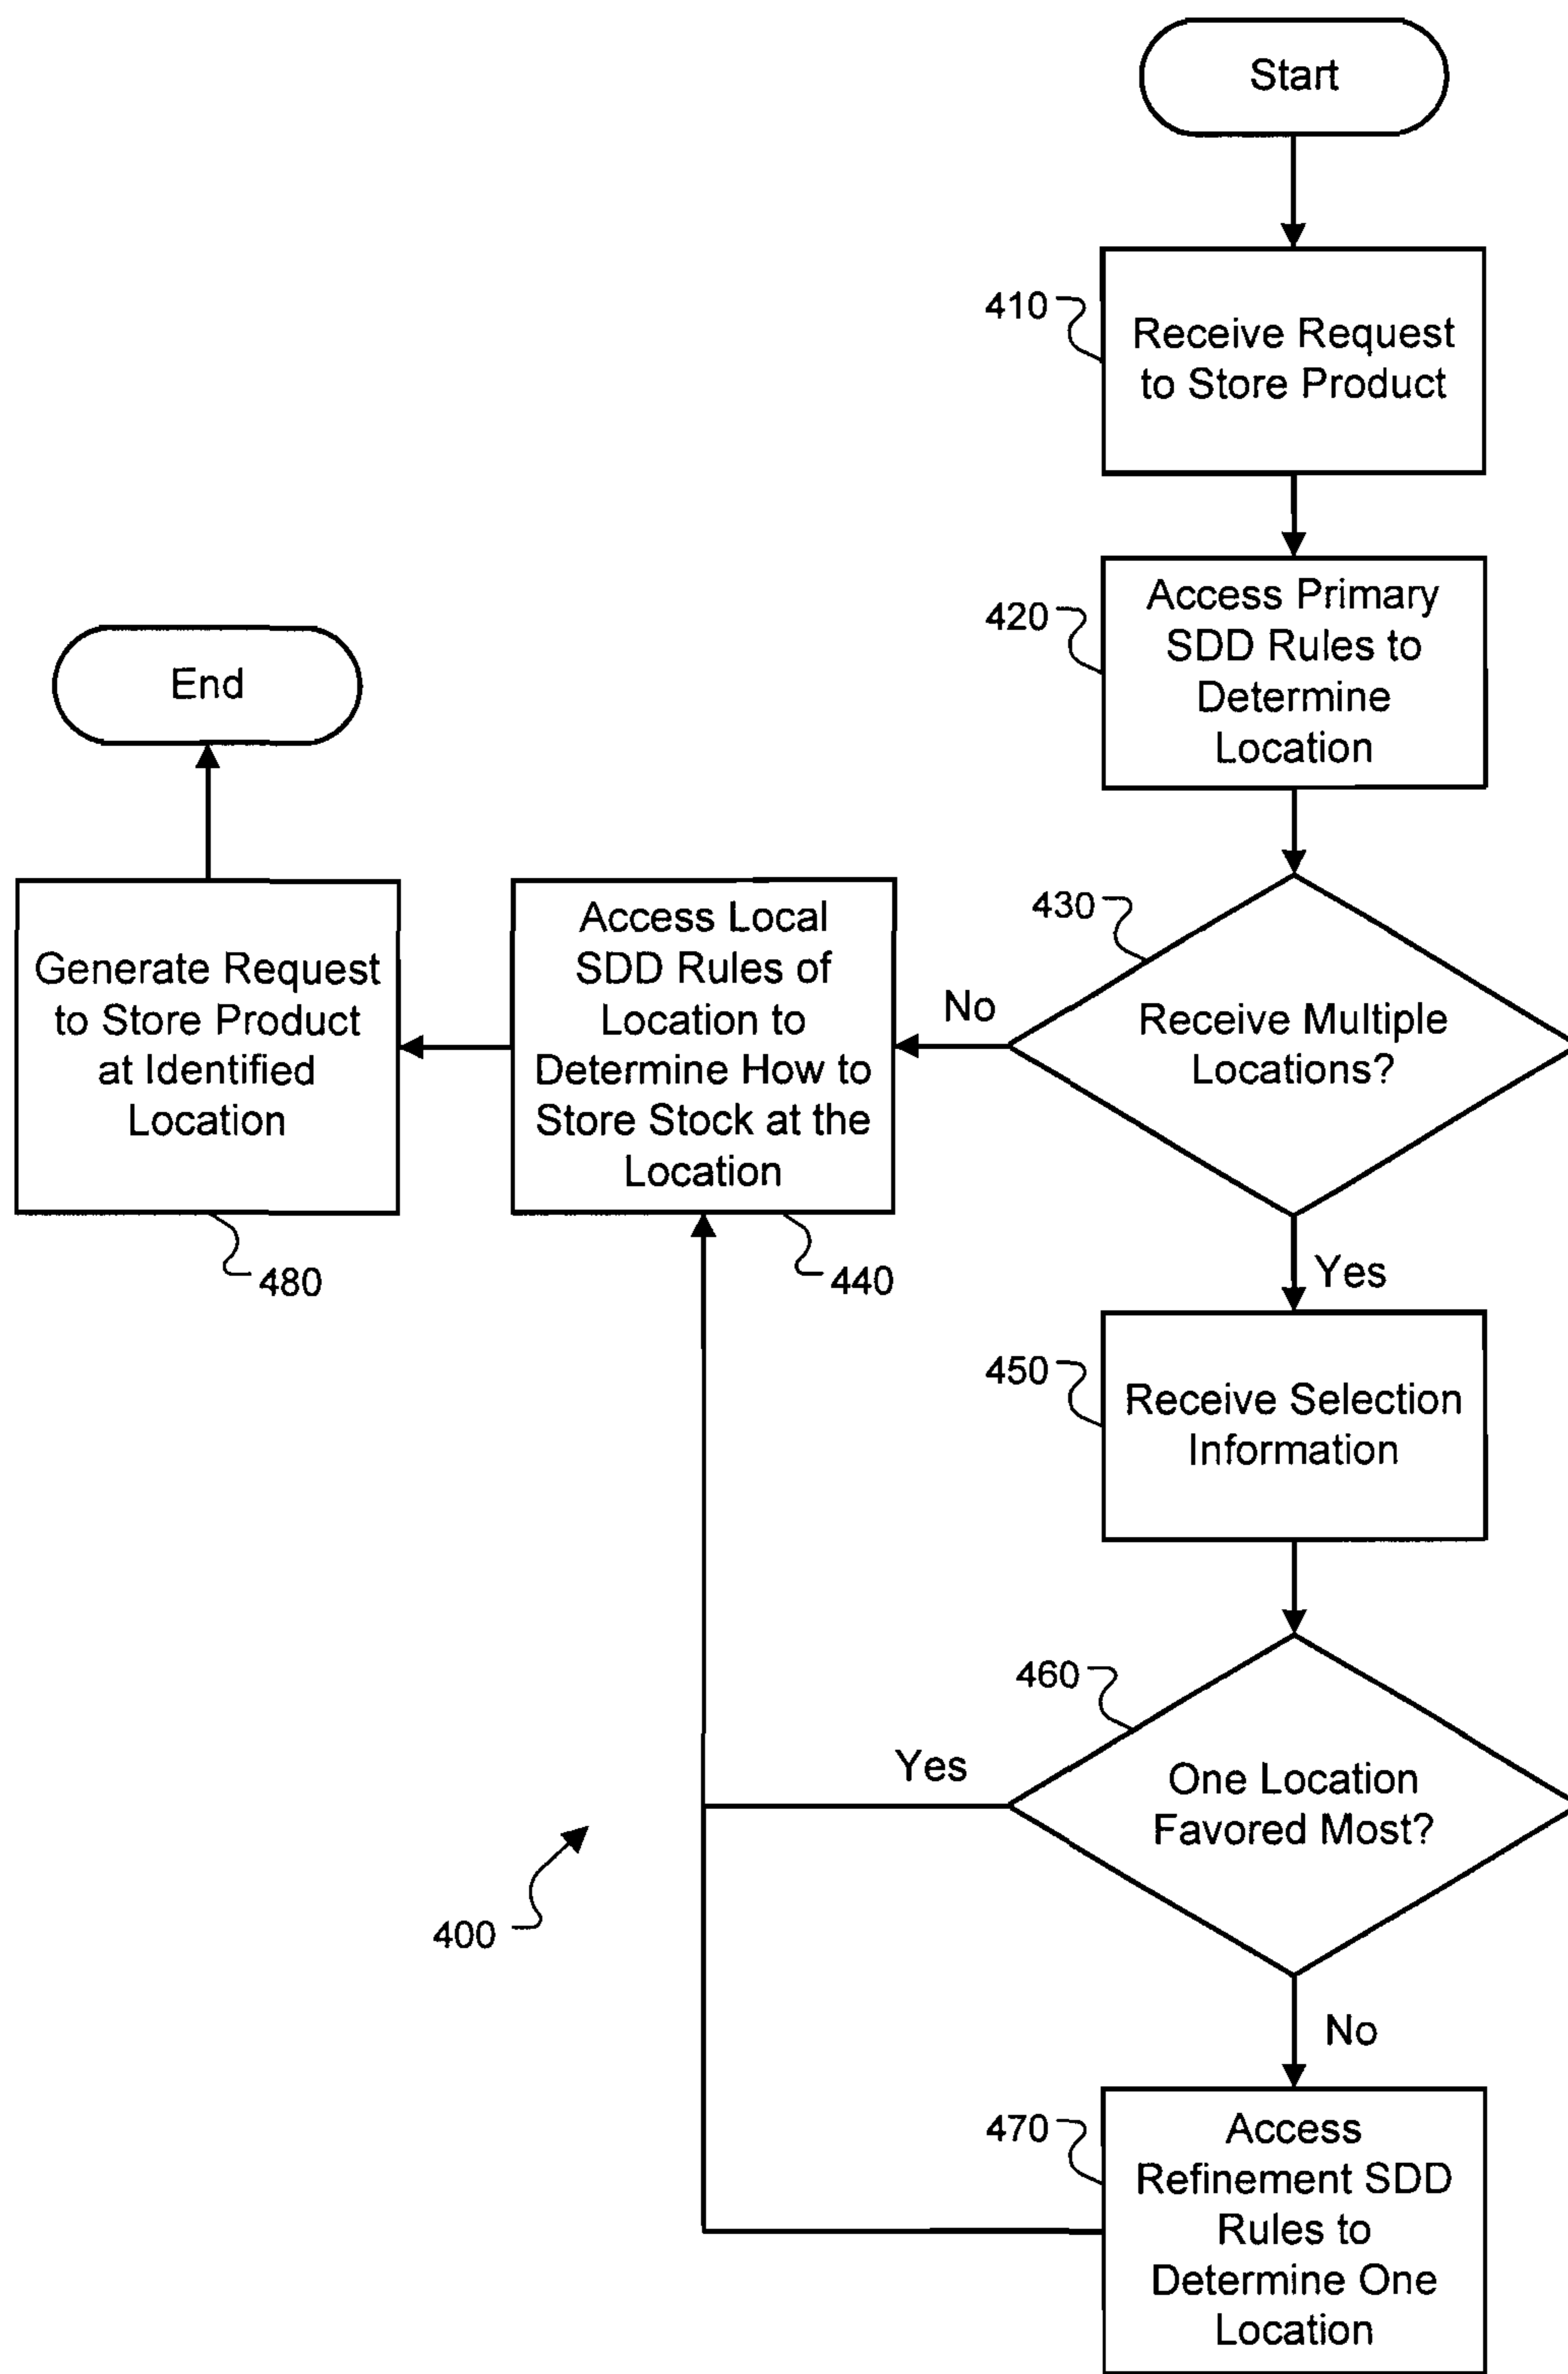 Start
410
Receive Request
to Store Product
420
Access Primary
SDD Rules to
Determine
Location
430
Receive Multiple
Locations?
No
Yes
Access Local
SDD Rules of
Location to
Determine How to
Store Stock at the
Location
440
Generate Request
to Store Product
at Identified
Location
480
End
450
Receive Selection
Information
460
One Location
Favored Most?
Yes
No
470
Access
Refinement SDD
Rules to
Determine One
Location
400